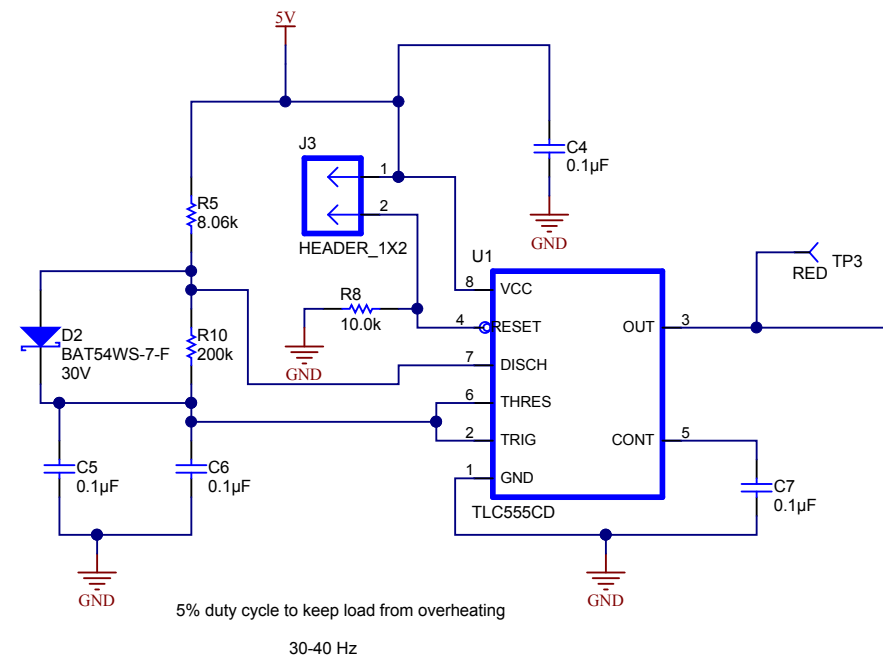 5V
J3
1
2
HEADER_1X2
C4
0.1µF
GND
R5
8.06k
U1
8
VCC
TP3
RED
R8
10.0k
4
RESET
OUT
3
GND
D2
BAT54WS-7-F
30V
R10
200k
7
DISCH
6
THRES
2
TRIG
CONT
5
1
GND
C5
0.1µF
C6
0.1µF
C7
0.1µF
TLC555CD
GND
GND
5% duty cycle to keep load from overheating
30-40 Hz